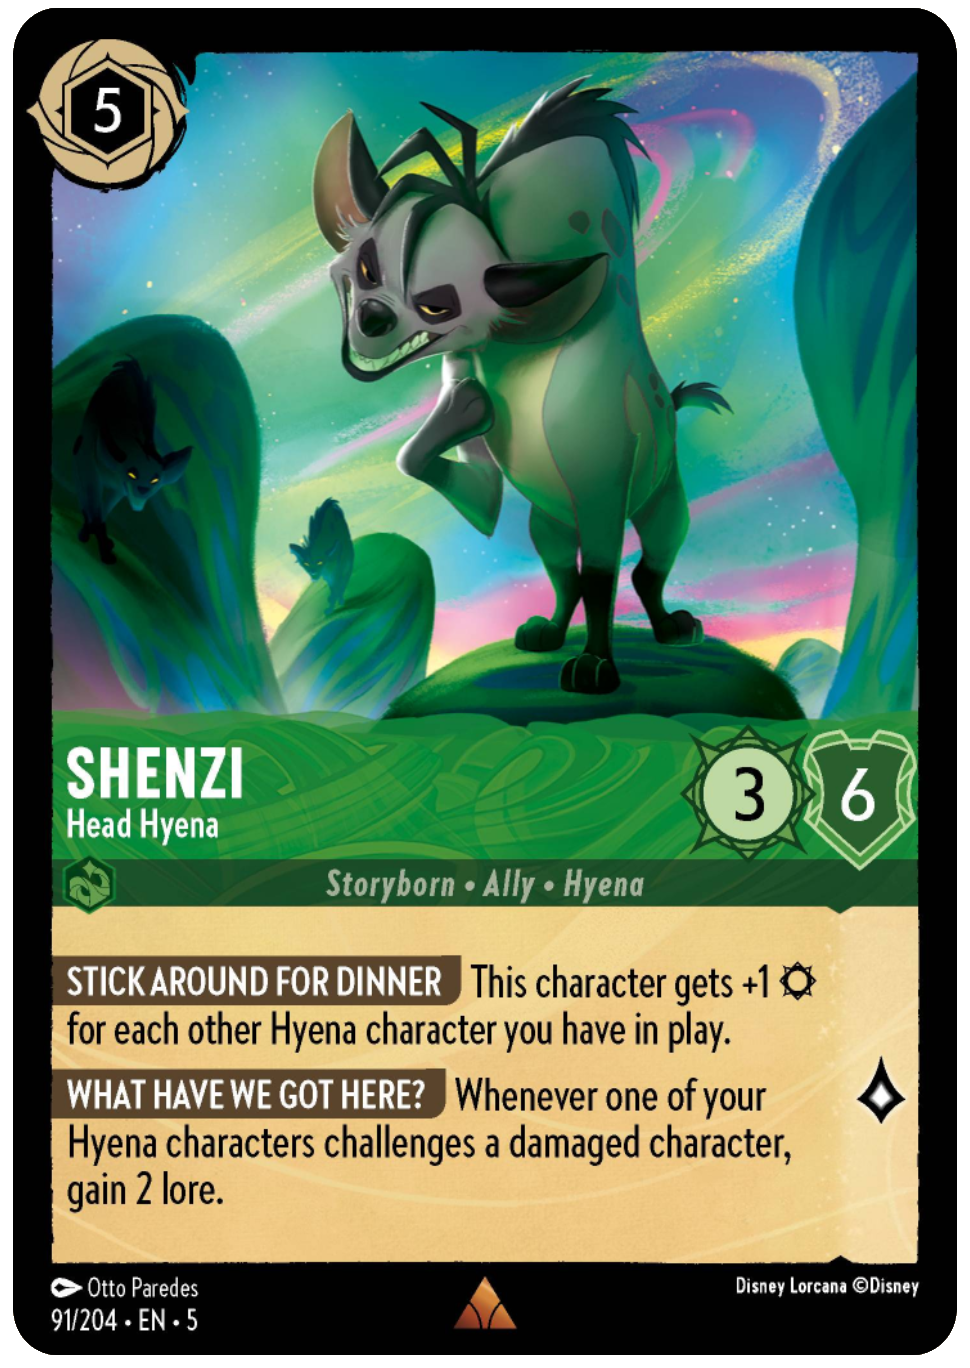 5
SHENZI
Head Hyena
3
6
Storyborn • Ally • Hyena
STICK AROUND FOR DINNER This character gets +1
for each other Hyena character you have in play.
WHAT HAVE WE GOT HERE? Whenever one of your
Hyena characters challenges a damaged character,
gain 2 lore.
Otto Paredes
Disney Lorcana ©Disney
91/204 • EN • 5